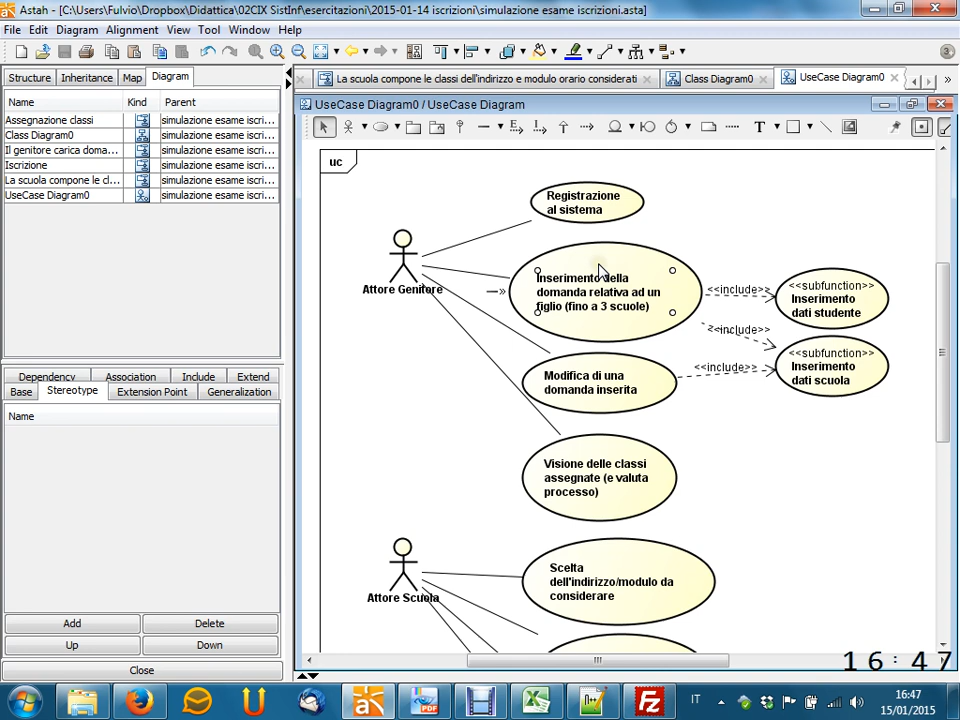 Astah - [C:\Users\Fulvio\Dropbox\Didattica\02CIX SistInf\esercitazioni\2015-01-14 iscrizioni\simulazione esame iscrizioni.asta]
File Edit Diagram Alignment View Tool Window Help
3
Structure Inheritance Map Diagram
La scuola compone le classi dell'indirizzo e modulo orario considerati Class Diagram0 UseCase Diagram0
Name Kind Parent
UseCase Diagram0 / UseCase Diagram
Assegnazione classi simulazione esame iscri...
Class Diagram0 simulazione esame iscri...
Il genitore carica doma... simulazione esame iscri...
Iscrizione simulazione esame iscri...
La scuola compone le cl... simulazione esame iscri...
UseCase Diagram0 simulazione esame iscri...
uc
Registrazione
al sistema
Attore Genitore
Inserimento della
domanda relativa ad un
figlio (fino a 3 scuole)
<<include>>
<<subfunction>>
Inserimento
dati studente
<<include>>
<<subfunction>>
Inserimento
dati scuola
<<include>>
Modifica di una
domanda inserita
Visione delle classi
assegnate (e valuta
processo)
Attore Scuola
Scelta
dell'indirizzo/modulo da
considerare
Dependency Association Include Extend
Base Stereotype Extension Point Generalization
Name
Add Delete
Up Down
Close
16:47
PDF
N++
IT
16:47
15/01/2015